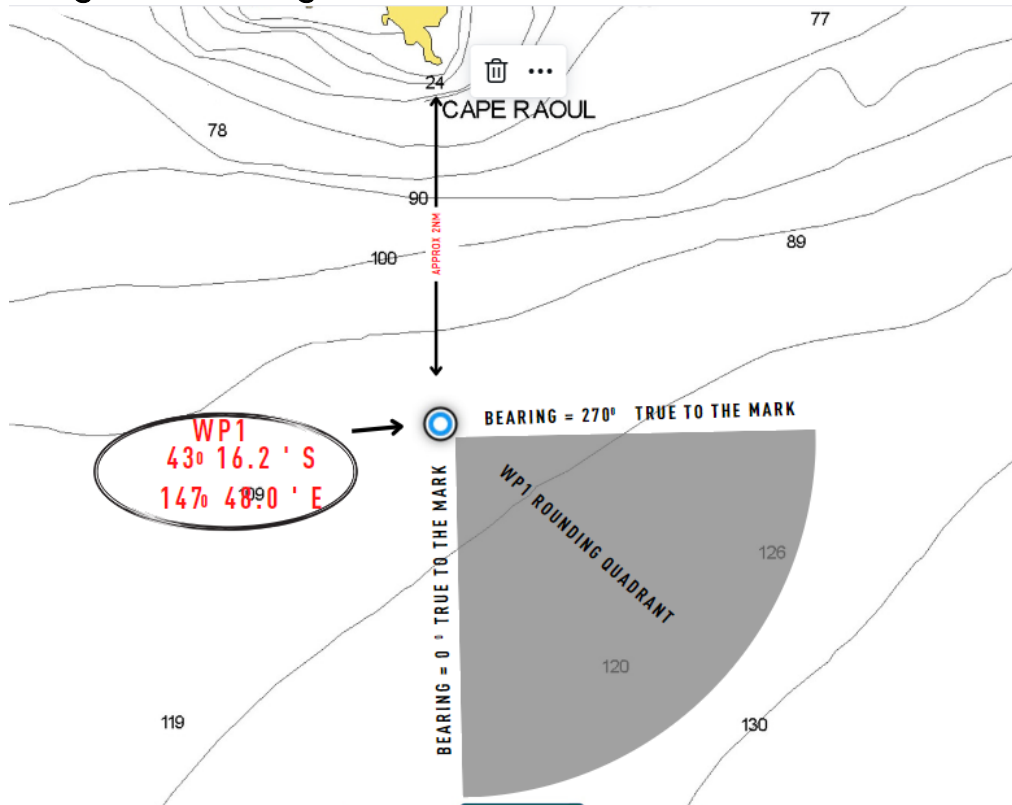 77
24
CAPE RAOUL
78
90
APPROX 2NM
89
100
BEARING = 270⁰ TRUE TO THE MARK
WP1
43⁰ 16.2 ' S
147⁰ 48.0 ' E
109
BEARING = 0 ⁰ TRUE TO THE MARK
WP1 ROUNDING QUADRANT
126
120
119
130